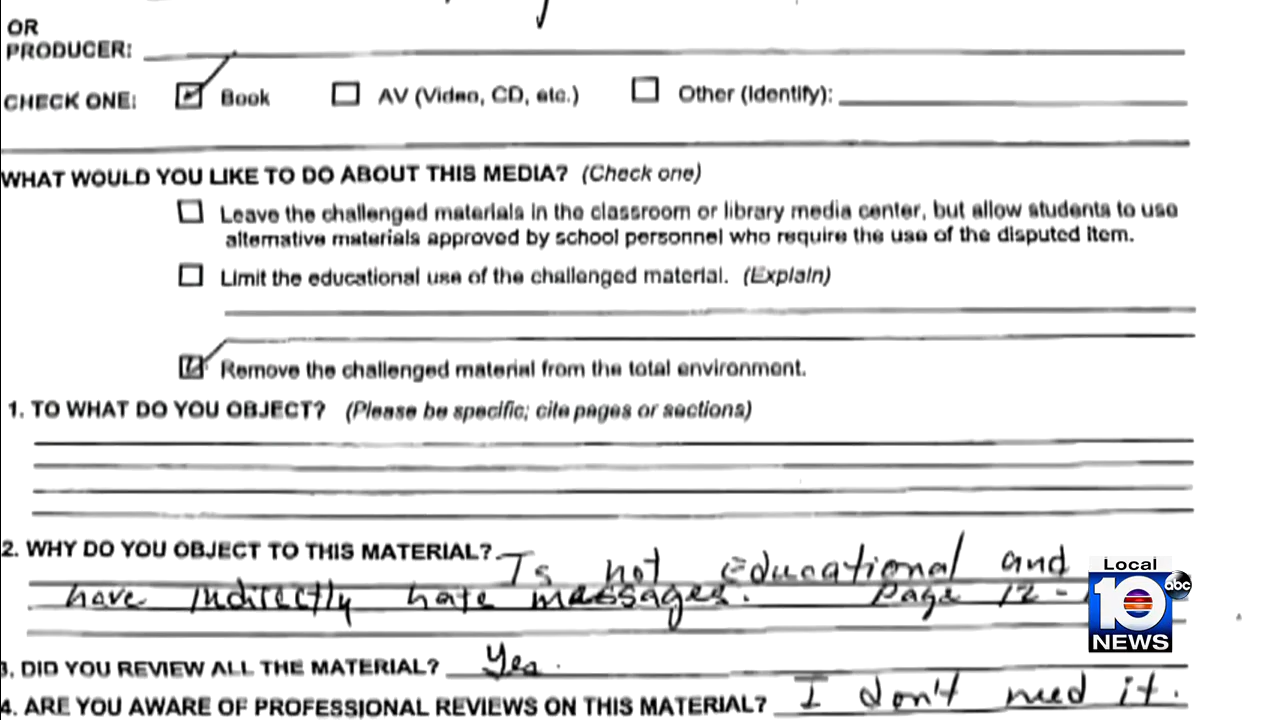 OR
PRODUCER:
CHECK ONE: Book AV (Video, CD, etc.) Other (Identify):
WHAT WOULD YOU LIKE TO DO ABOUT THIS MEDIA? (Check one)
Leave the challenged materials in the classroom or library media center, but allow students to use
alternative materials approved by school personnel who require the use of the disputed item.
Limit the educational use of the challenged material. (Explain)
Remove the challenged material from the total environment.
1. TO WHAT DO YOU OBJECT? (Please be specific; cite pages or sections)
2. WHY DO YOU OBJECT TO THIS MATERIAL? Is not Educational and
have indirectly hate massages. Page 12 -
3. DID YOU REVIEW ALL THE MATERIAL? Yes.
4. ARE YOU AWARE OF PROFESSIONAL REVIEWS ON THIS MATERIAL? I don't need it.
Local
10 abc
NEWS